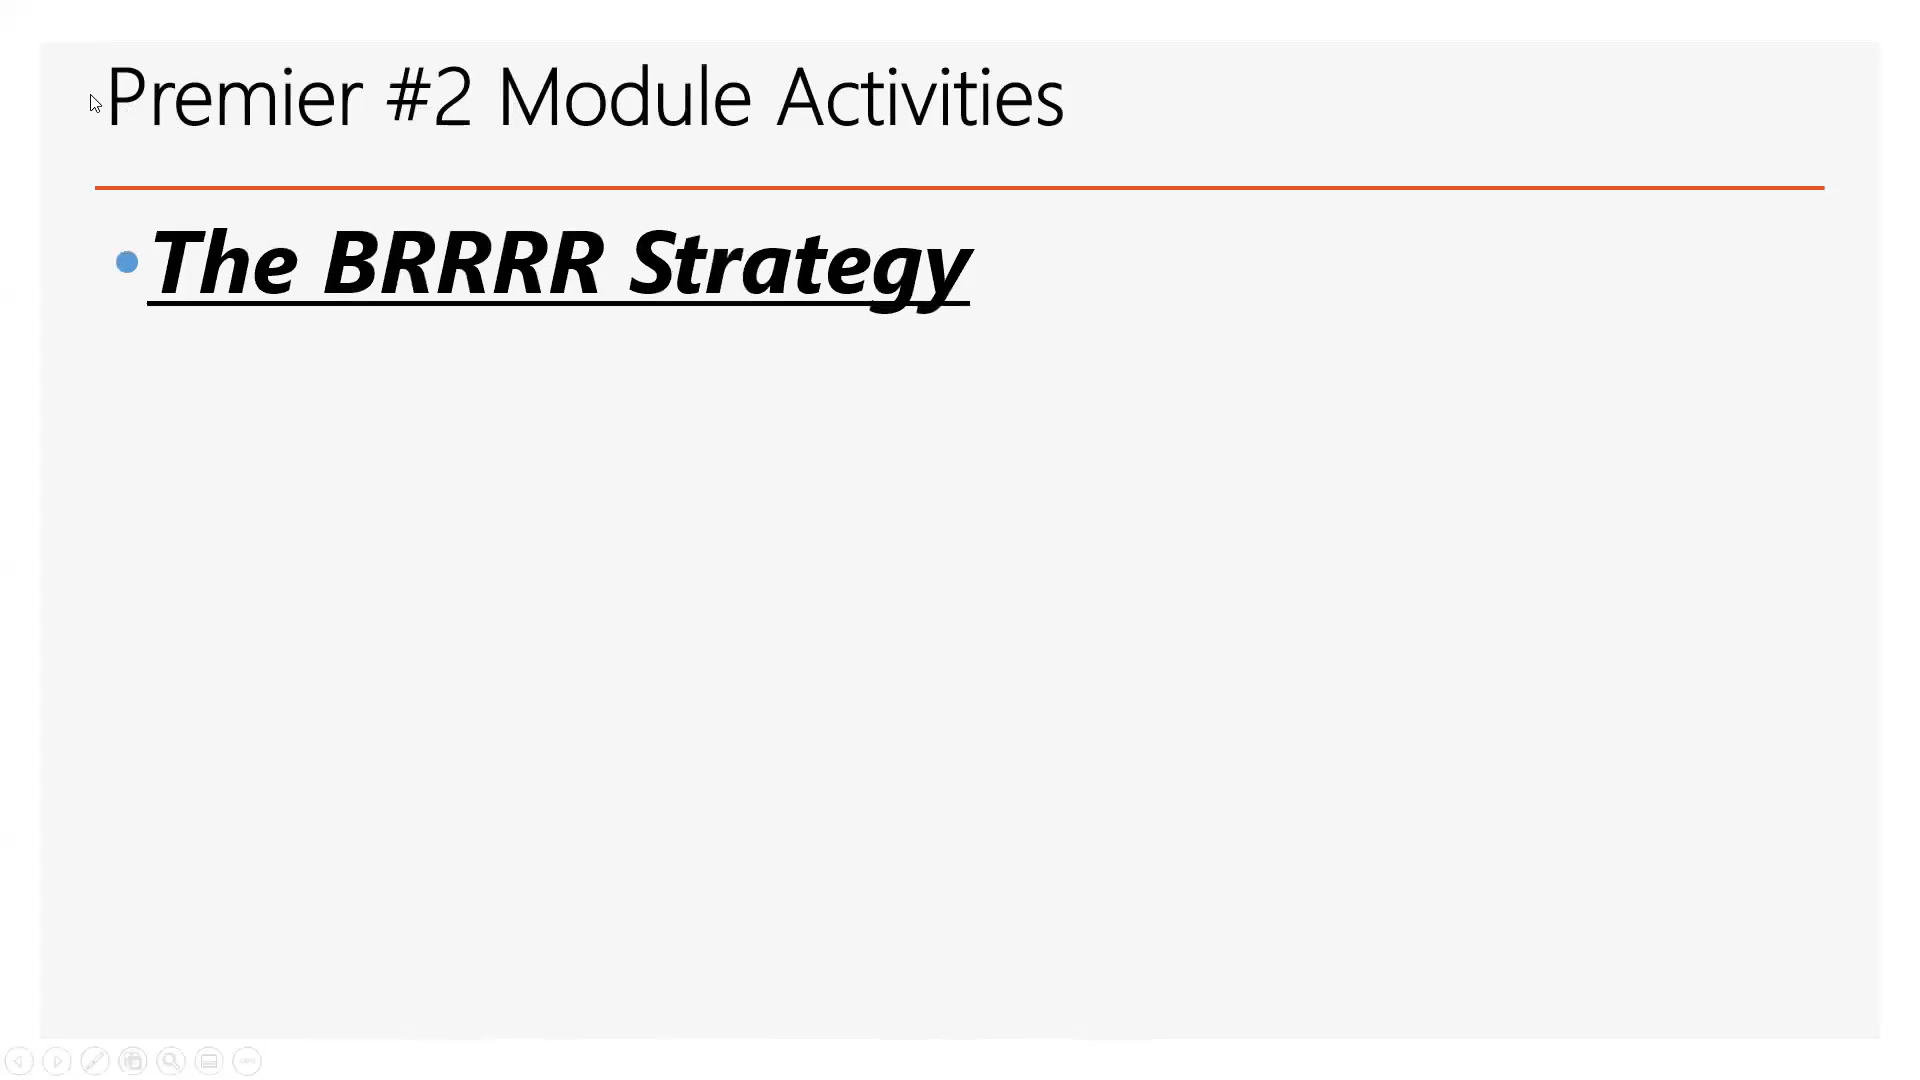 Premier #2 Module Activities
• The BRRRR Strategy